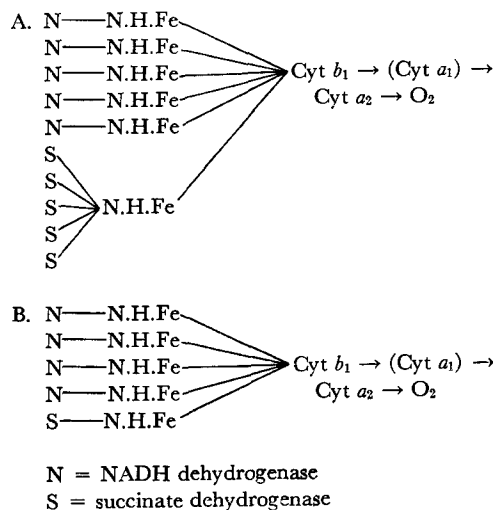 A. N—N.H.Fe
N—N.H.Fe
N—N.H.Fe
N—N.H.Fe
N—N.H.Fe
Cyt b₁ → (Cyt a₁) →
Cyt a₂ → O₂
S
S
S
S
S
N.H.Fe
B. N—N.H.Fe
N—N.H.Fe
N—N.H.Fe
N—N.H.Fe
S—N.H.Fe
Cyt b₁ → (Cyt a₁) →
Cyt a₂ → O₂
N = NADH dehydrogenase
S = succinate dehydrogenase